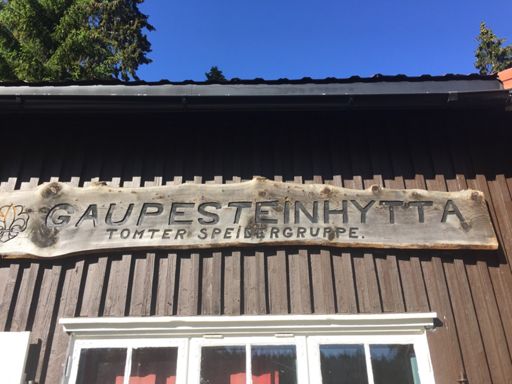 GAUPESTEINHYTTA
TOMTER SPEiDERGRUPPE.